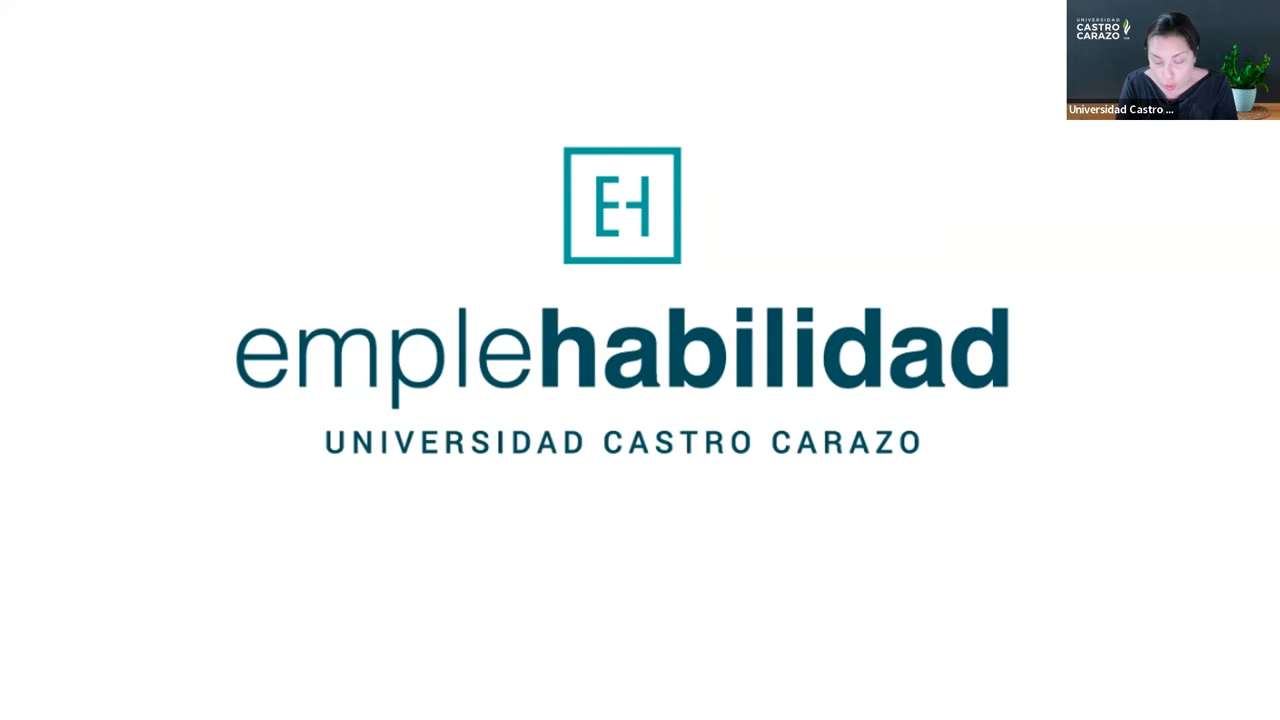 UNIVERSIDAD
CASTRO
CARAZO
Universidad Castro ...
EH
emplehabilidad
UNIVERSIDAD CASTRO CARAZO